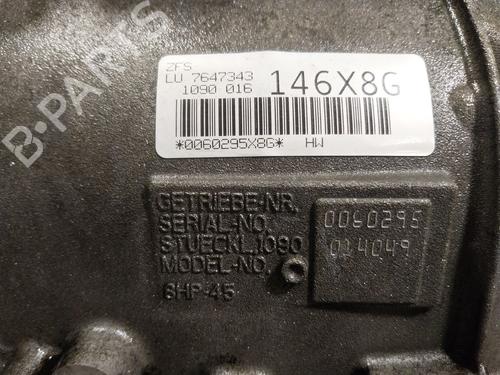 ZFS
LU 7647343
1090 016
146X8G
*0060295X8G* HW
GETRIEBE-NR.
SERIAL-NO.
STUECKL.1090
MODEL-NO.
8HP-45
0060295
014049
B-PARTS